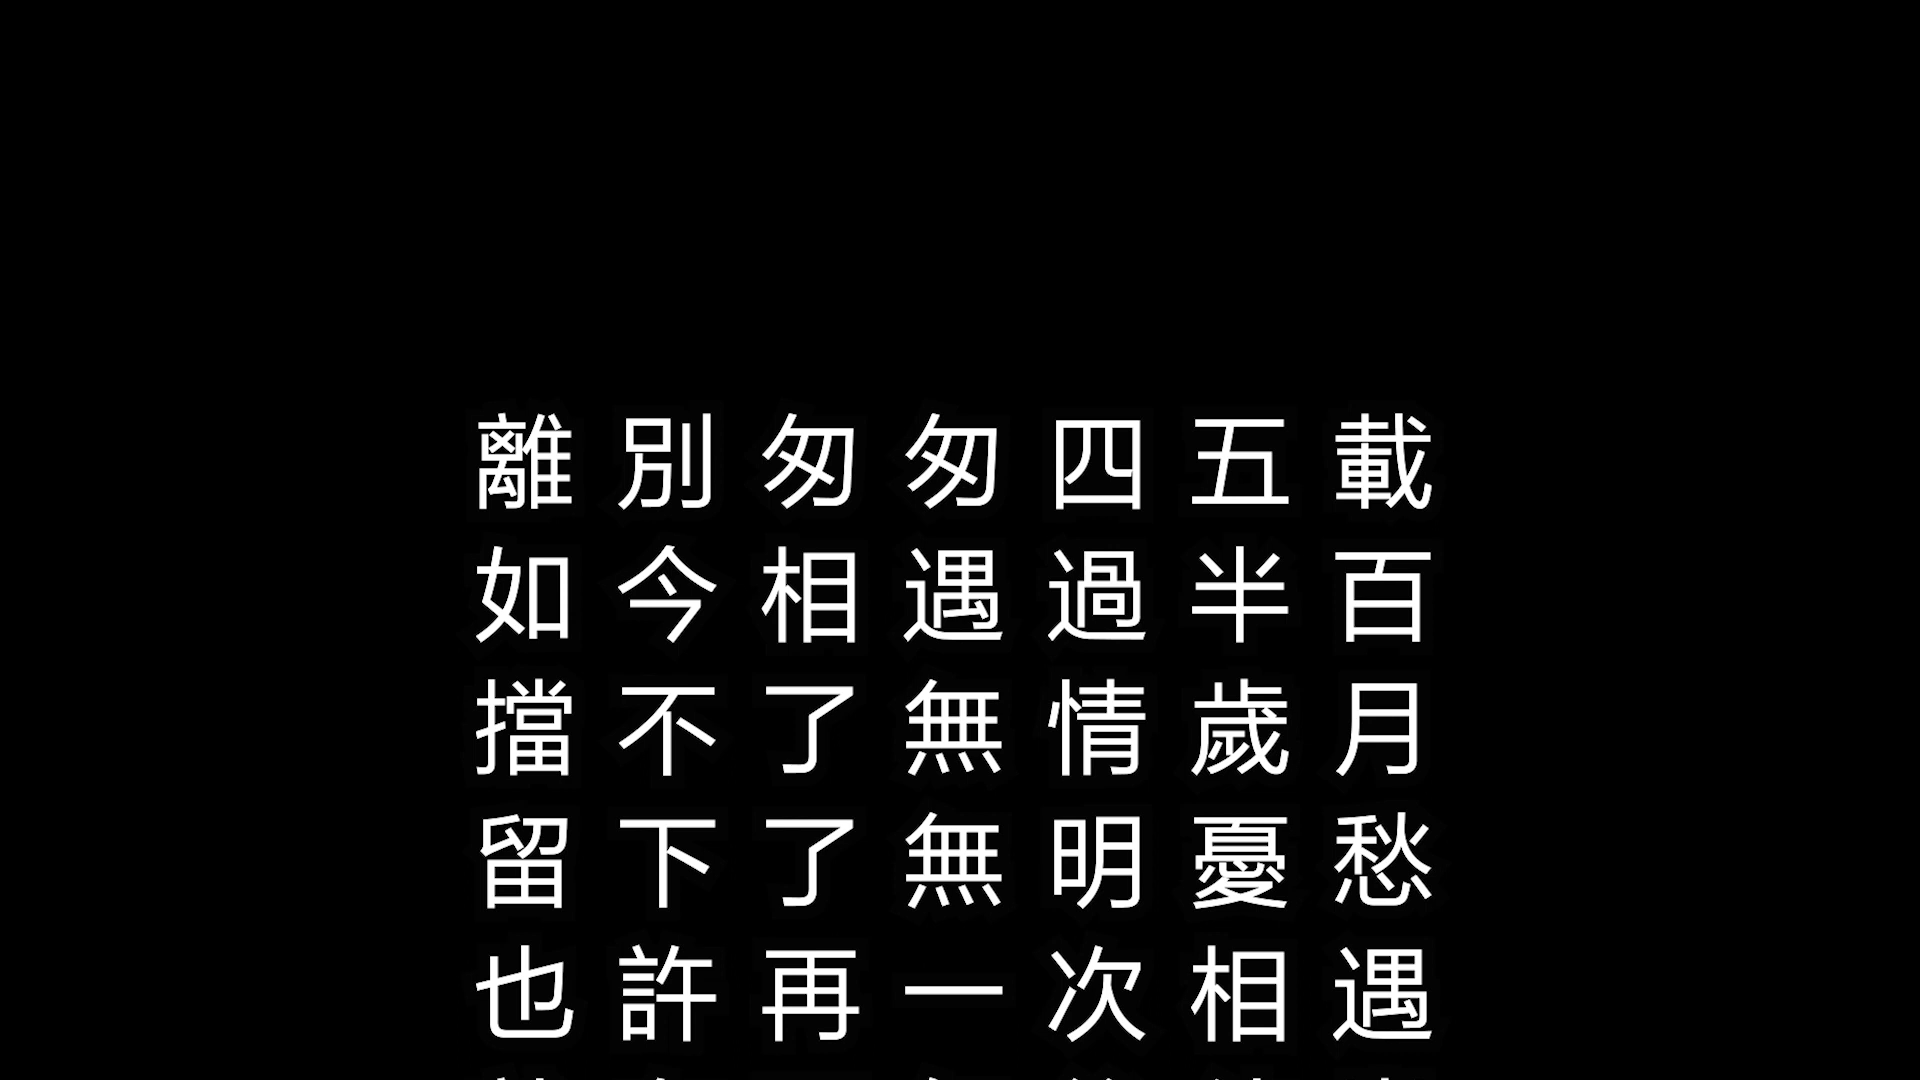 離別匆匆四五載
如今相遇過半百
擋不了無情歲月
留下了無明憂愁
也許再一次相遇